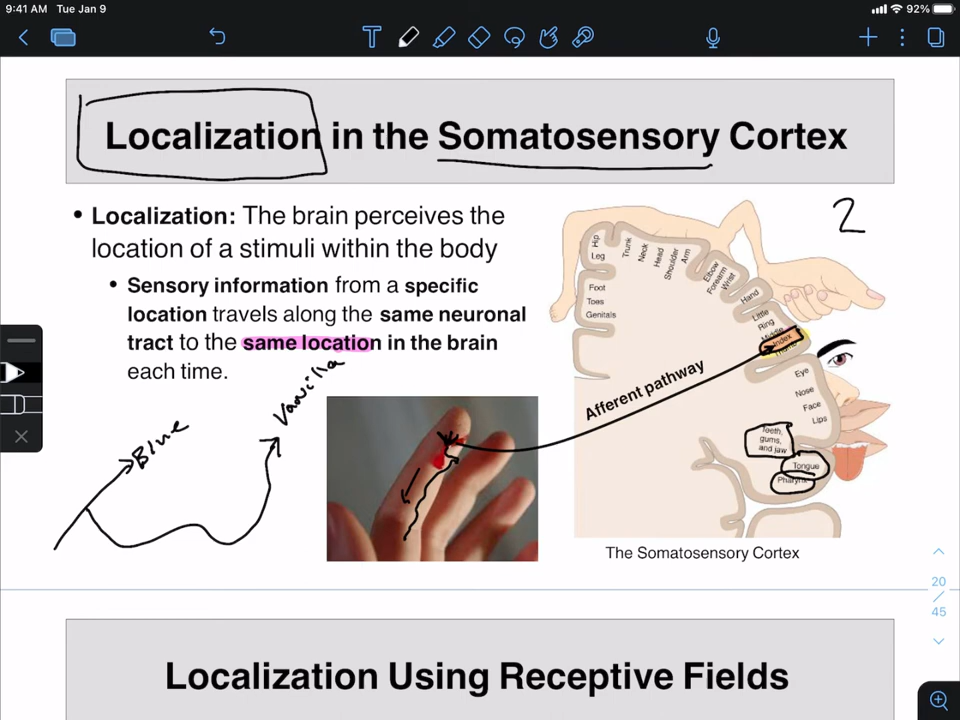 9:41 AM Tue Jan 9
92%
T
Localization in the Somatosensory Cortex
• Localization: The brain perceives the
location of a stimuli within the body
• Sensory information from a specific
location travels along the same neuronal
tract to the same location in the brain
each time.
Blue
Vanilla
2
Hip
Leg
Trunk
Neck
Head
Shoulder
Arm
Elbow
Forearm
Wrist
Hand
Little
Ring
Middle
Index
Thumb
Foot
Toes
Genitals
Eye
Nose
Face
Lips
Teeth,
gums,
and jaw
Tongue
Pharynx
Afferent pathway
The Somatosensory Cortex
20
/
45
Localization Using Receptive Fields